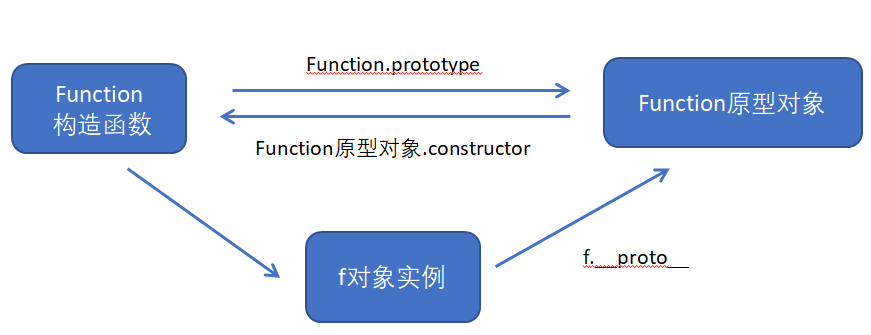 Function.prototype
Function
构造函数
Function原型对象
Function原型对象.constructor
f对象实例
f.__proto__